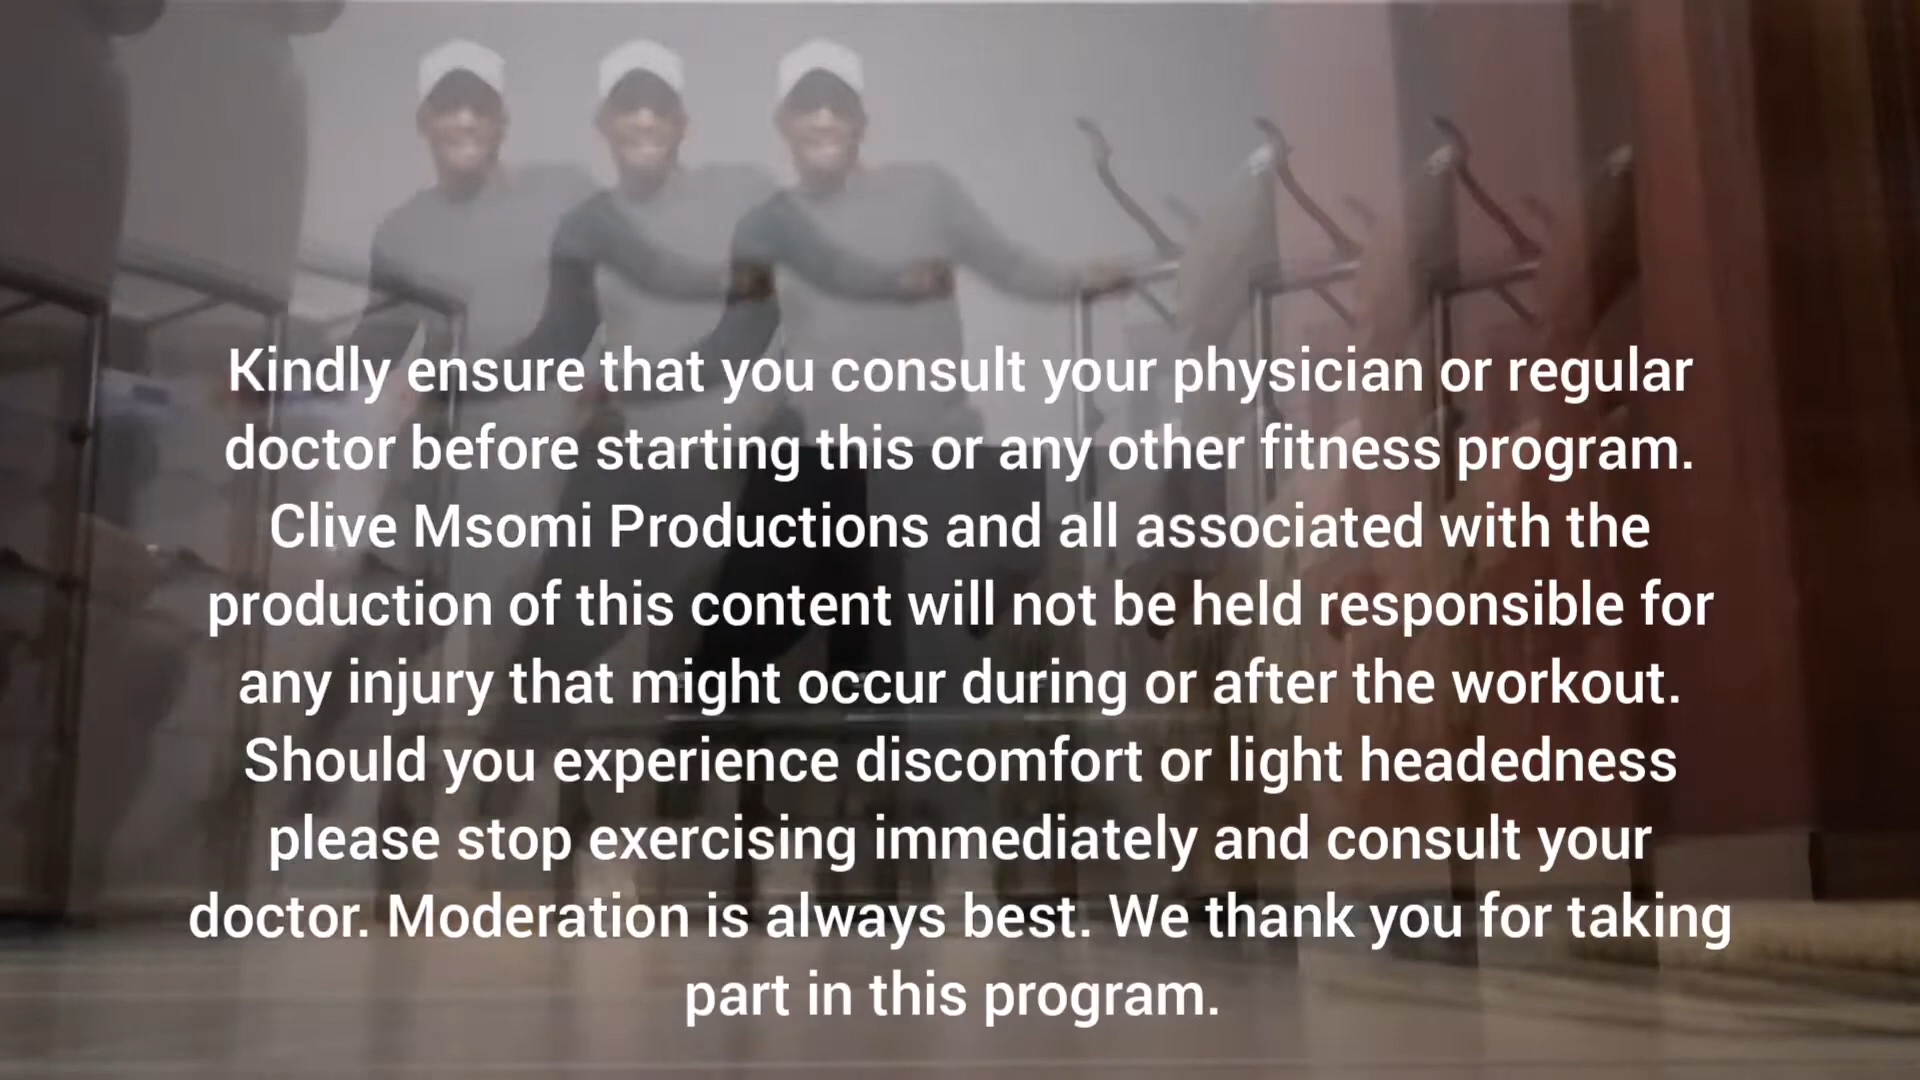 Kindly ensure that you consult your physician or regular
doctor before starting this or any other fitness program.
Clive Msomi Productions and all associated with the
production of this content will not be held responsible for
any injury that might occur during or after the workout.
Should you experience discomfort or light headedness
please stop exercising immediately and consult your
doctor. Moderation is always best. We thank you for taking
part in this program.